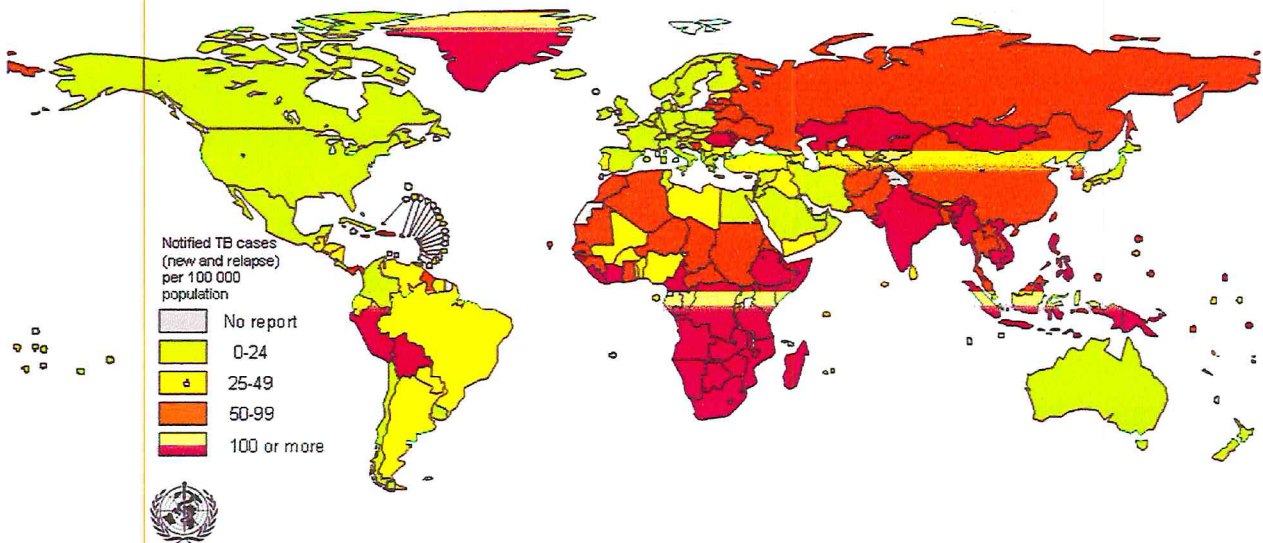 Notified TB cases
(new and relapse)
per 100 000
population
No report
0-24
25-49
50-99
100 or more